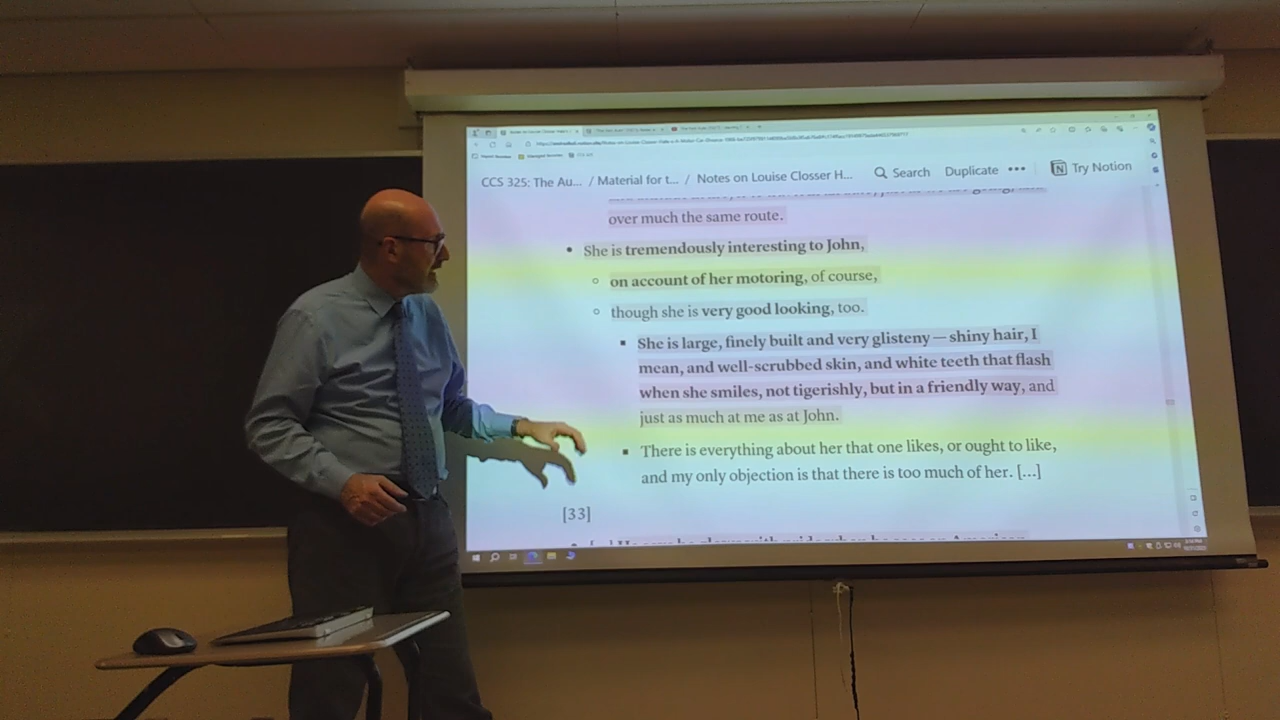 CCS 325: The Au... / Material for t... / Notes on Louise Closser H... Search Duplicate ••• Try Notion
over much the same route.
• She is tremendously interesting to John,
◦ on account of her motoring, of course,
◦ though she is very good looking, too.
▪ She is large, finely built and very glisteny — shiny hair, I
mean, and well-scrubbed skin, and white teeth that flash
when she smiles, not tigerishly, but in a friendly way, and
just as much at me as at John.
▪ There is everything about her that one likes, or ought to like,
and my only objection is that there is too much of her. [...]
[33]